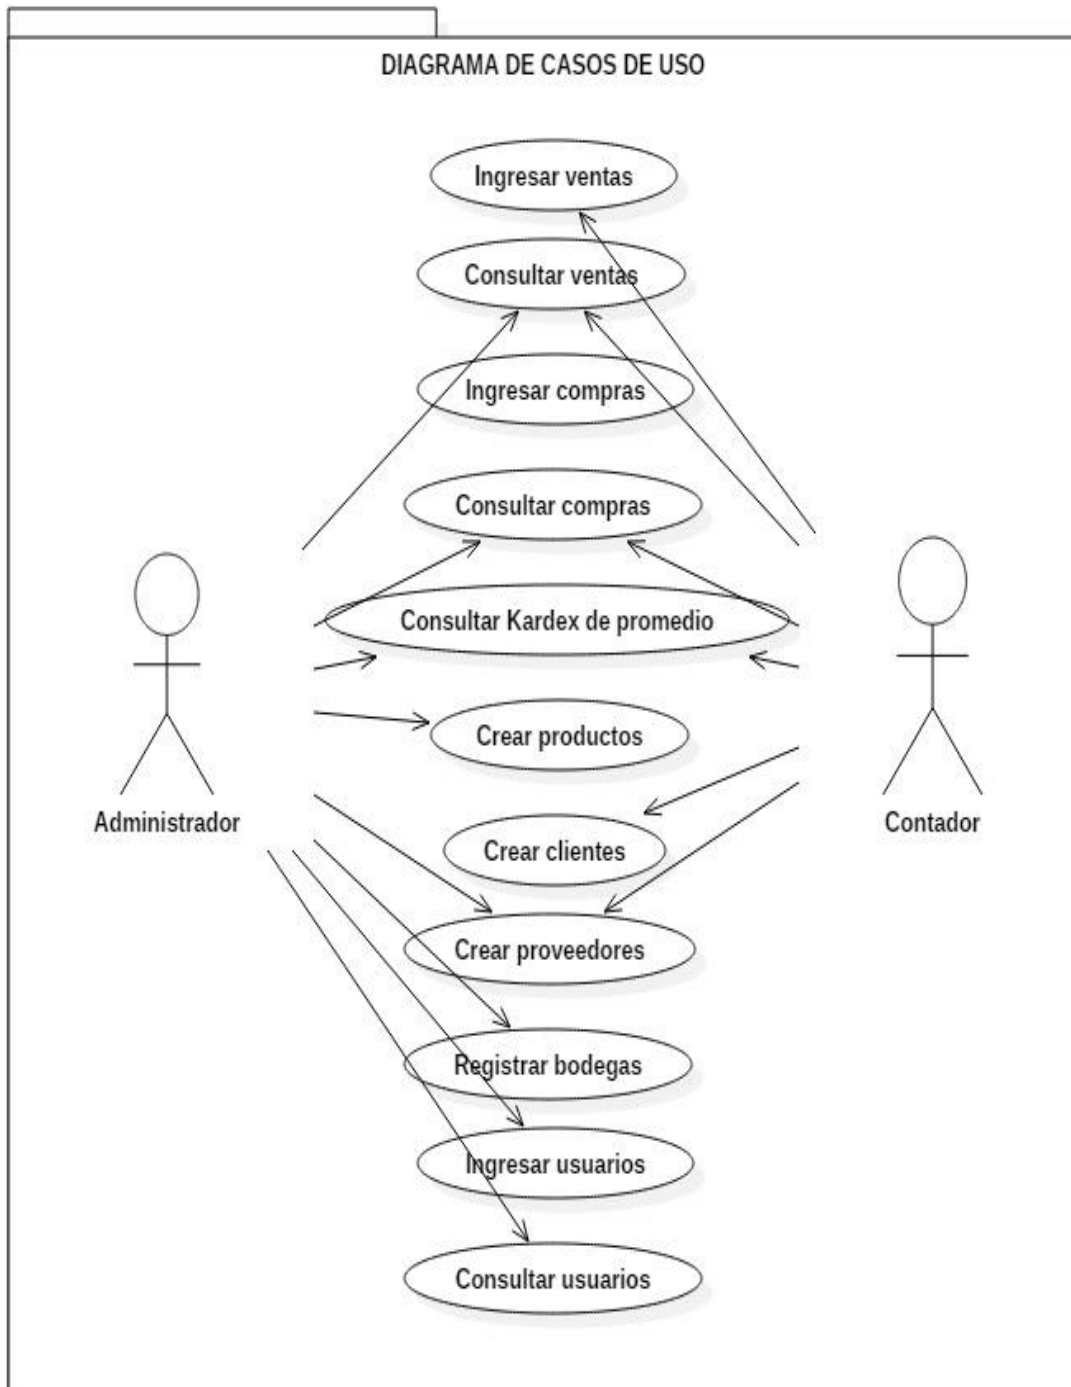 DIAGRAMA DE CASOS DE USO
Ingresar ventas
Consultar ventas
Ingresar compras
Consultar compras
Consultar Kardex de promedio
Crear productos
Administrador
Contador
Crear clientes
Crear proveedores
Registrar bodegas
Ingresar usuarios
Consultar usuarios